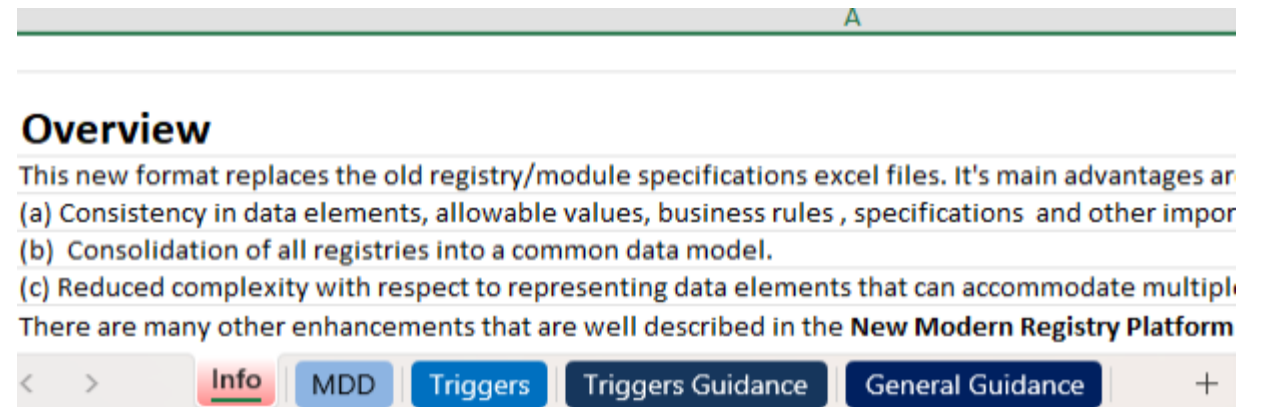 A
Overview
This new format replaces the old registry/module specifications excel files. It's main advantages ar
(a) Consistency in data elements, allowable values, business rules , specifications  and other impor
(b)  Consolidation of all registries into a common data model.
(c) Reduced complexity with respect to representing data elements that can accommodate multipl
There are many other enhancements that are well described in the New Modern Registry Platform
< > Info MDD Triggers Triggers Guidance General Guidance +